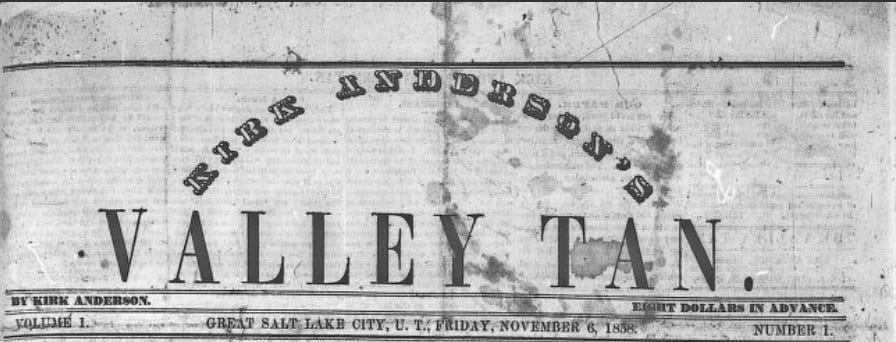 KIRK ANDERSON'S
VALLEY TAN.
BY KIRK ANDERSON. EIGHT DOLLARS IN ADVANCE.
VOLUME 1. GREAT SALT LAKE CITY, U. T., FRIDAY, NOVEMBER 6, 1858. NUMBER 1.